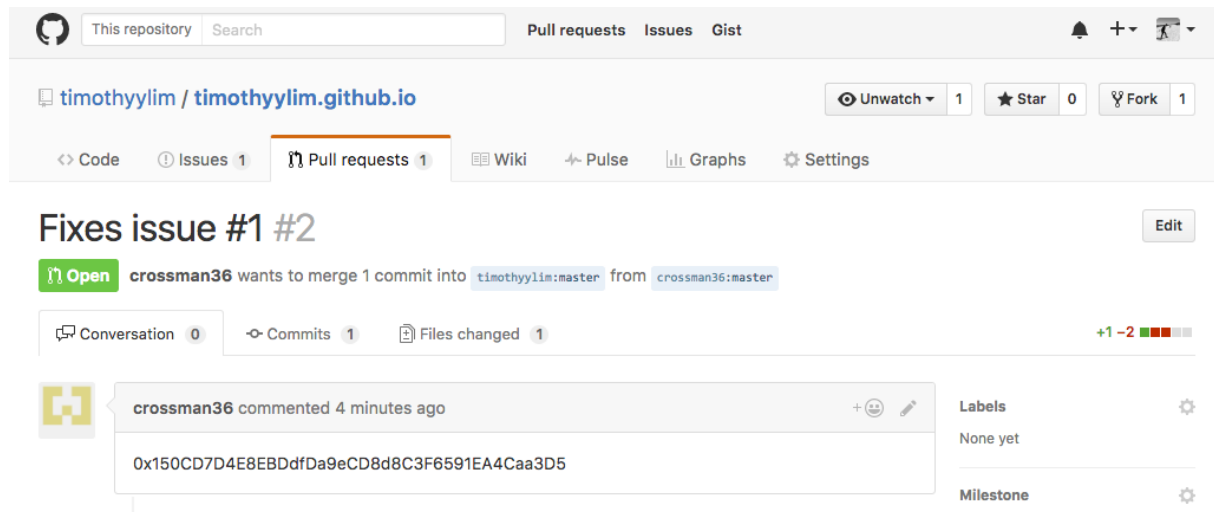 This repository Search Pull requests Issues Gist
timothyylim / timothyylim.github.io Unwatch 1 Star 0 Fork 1
Code Issues 1 Pull requests 1 Wiki Pulse Graphs Settings
Fixes issue #1 #2 Edit
Open crossman36 wants to merge 1 commit into timothyylim:master from crossman36:master
Conversation 0 Commits 1 Files changed 1 +1 −2
crossman36 commented 4 minutes ago
0x150CD7D4E8EBDdfDa9eCD8d8C3F6591EA4Caa3D5
Labels
None yet
Milestone